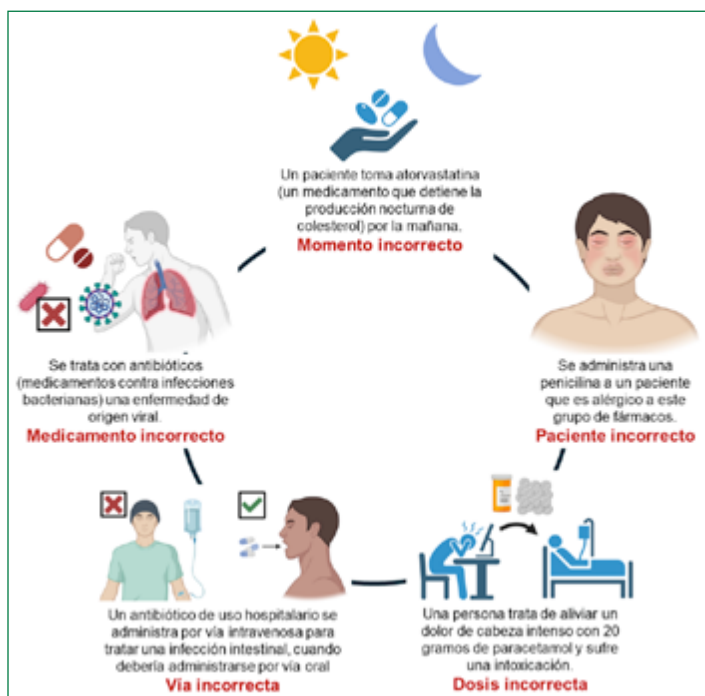 Un paciente toma atorvastatina
(un medicamento que detiene la
producción nocturna de
colesterol) por la mañana.
Momento incorrecto
Se administra una
penicilina a un paciente
que es alérgico a este
grupo de fármacos.
Paciente incorrecto
Una persona trata de aliviar un
dolor de cabeza intenso con 20
gramos de paracetamol y sufre
una intoxicación.
Dosis incorrecta
Un antibiótico de uso hospitalario se
administra por vía intravenosa para
tratar una infección intestinal, cuando
debería administrarse por vía oral
Vía incorrecta
Se trata con antibióticos
(medicamentos contra infecciones
bacterianas) una enfermedad de
origen viral.
Medicamento incorrecto